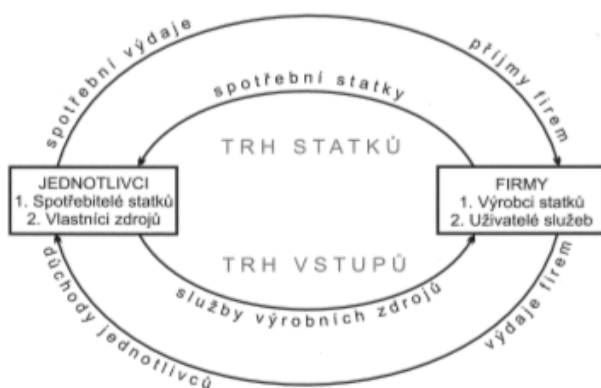 spotřební výdaje
příjmy firem
spotřební statky
TRH STATKŮ
JEDNOTLIVCI
1. Spotřebitelé statků
2. Vlastníci zdrojů
FIRMY
1. Výrobci statků
2. Uživatelé služeb
TRH VSTUPŮ
služby výrobních zdrojů
důchody jednotlivců
výdaje firem